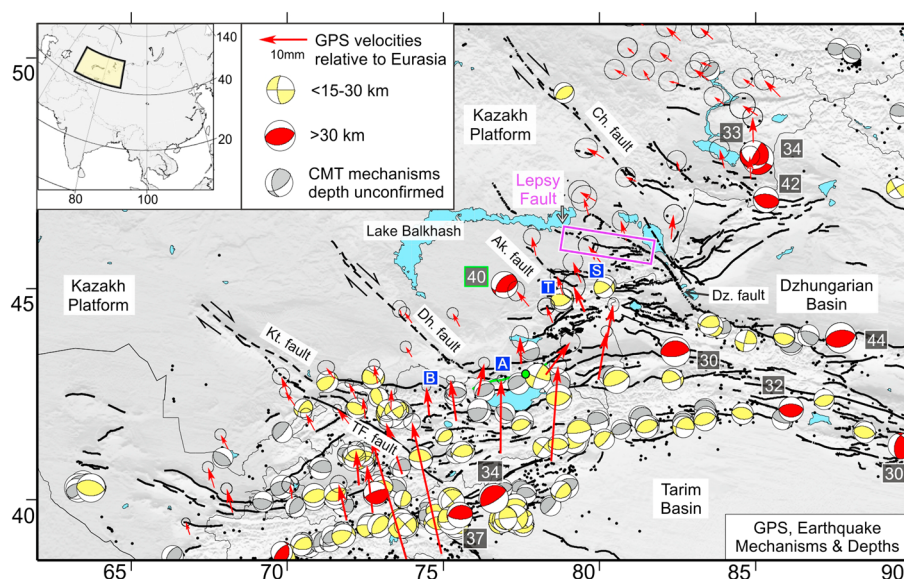 140
40
20
80
100
GPS velocities
relative to Eurasia
10mm
<15-30 km
>30 km
CMT mechanisms
depth unconfirmed
50
45
40
Kazakh
Platform
Ch. fault
33
34
42
Lepsy
Fault
Lake Balkhash
Ak. fault
S
T
40
Kazakh
Platform
Dz. fault
Dzhungarian
Basin
Dh. fault
Kt. fault
44
30
A
B
32
TF. fault
34
30
37
Tarim
Basin
GPS, Earthquake
Mechanisms & Depths
65
70
75
80
85
90